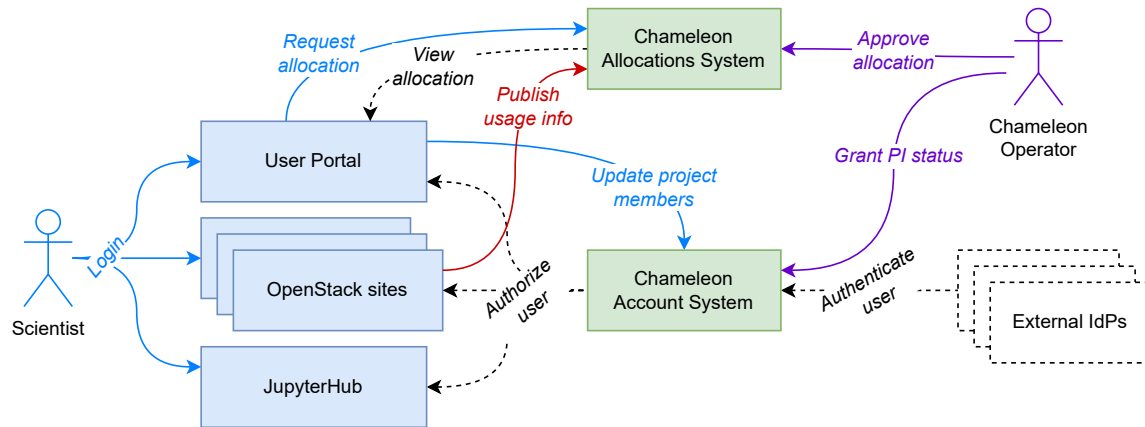 Request
allocation
View
allocation
Chameleon
Allocations System
Approve
allocation
Publish
usage info
Chameleon
Operator
User Portal
Grant PI status
Update project
members
Login
OpenStack sites
Authorize
user
Chameleon
Account System
Authenticate
user
External IdPs
Scientist
JupyterHub